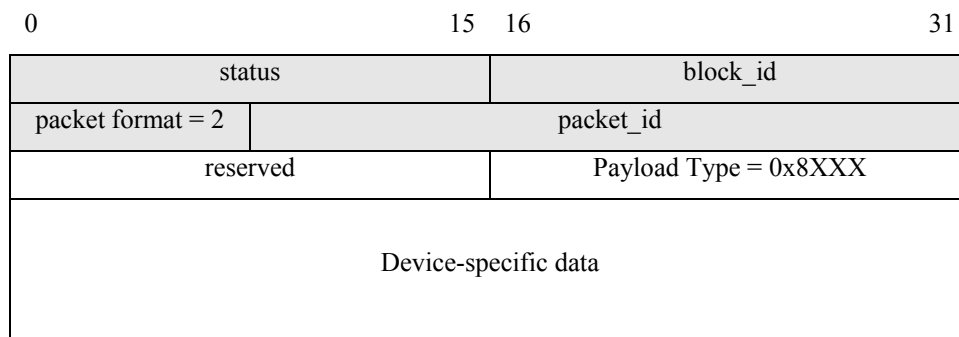 0 15 16 31
status block_id
packet format = 2 packet_id
reserved Payload Type = 0x8XXX
Device-specific data